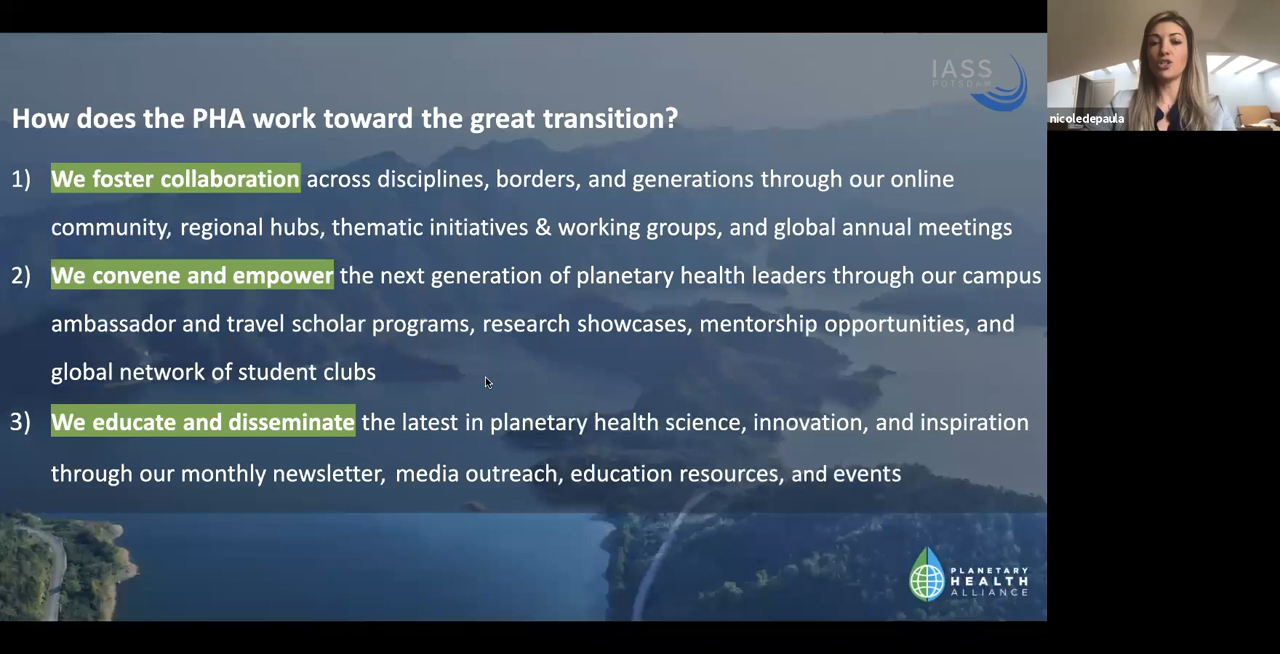 IASS
POTSDAM
nicoledepaula
How does the PHA work toward the great transition?
1) We foster collaboration across disciplines, borders, and generations through our online
community, regional hubs, thematic initiatives & working groups, and global annual meetings
2) We convene and empower the next generation of planetary health leaders through our campus
ambassador and travel scholar programs, research showcases, mentorship opportunities, and
global network of student clubs
3) We educate and disseminate the latest in planetary health science, innovation, and inspiration
through our monthly newsletter, media outreach, education resources, and events
PLANETARY
HEALTH
ALLIANCE